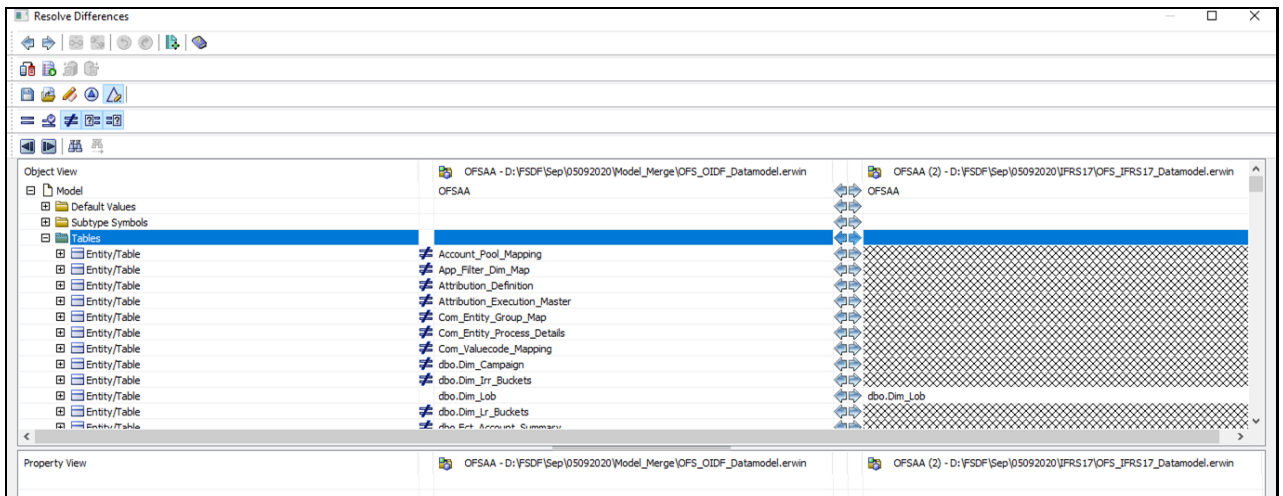 Resolve Differences
Object View OFSAA - D:\FSDF\Sep\05092020\Model_Merge\OFS_OIDF_Datamodel.erwin OFSAA (2) - D:\FSDF\Sep\05092020\IFRS17\OFS_IFRS17_Datamodel.erwin
Model OFSAA OFSAA
Default Values
Subtype Symbols
Tables
Entity/Table Account_Pool_Mapping
Entity/Table App_Filter_Dim_Map
Entity/Table Attribution_Definition
Entity/Table Attribution_Execution_Master
Entity/Table Com_Entity_Group_Map
Entity/Table Com_Entity_Process_Details
Entity/Table Com_Valuecode_Mapping
Entity/Table dbo.Dim_Campaign
Entity/Table dbo.Dim_Irr_Buckets
Entity/Table dbo.Dim_Lob dbo.Dim_Lob
Entity/Table dbo.Dim_Lr_Buckets
Entity/Table dbo.Fct_Account_Summary
Property View OFSAA - D:\FSDF\Sep\05092020\Model_Merge\OFS_OIDF_Datamodel.erwin OFSAA (2) - D:\FSDF\Sep\05092020\IFRS17\OFS_IFRS17_Datamodel.erwin